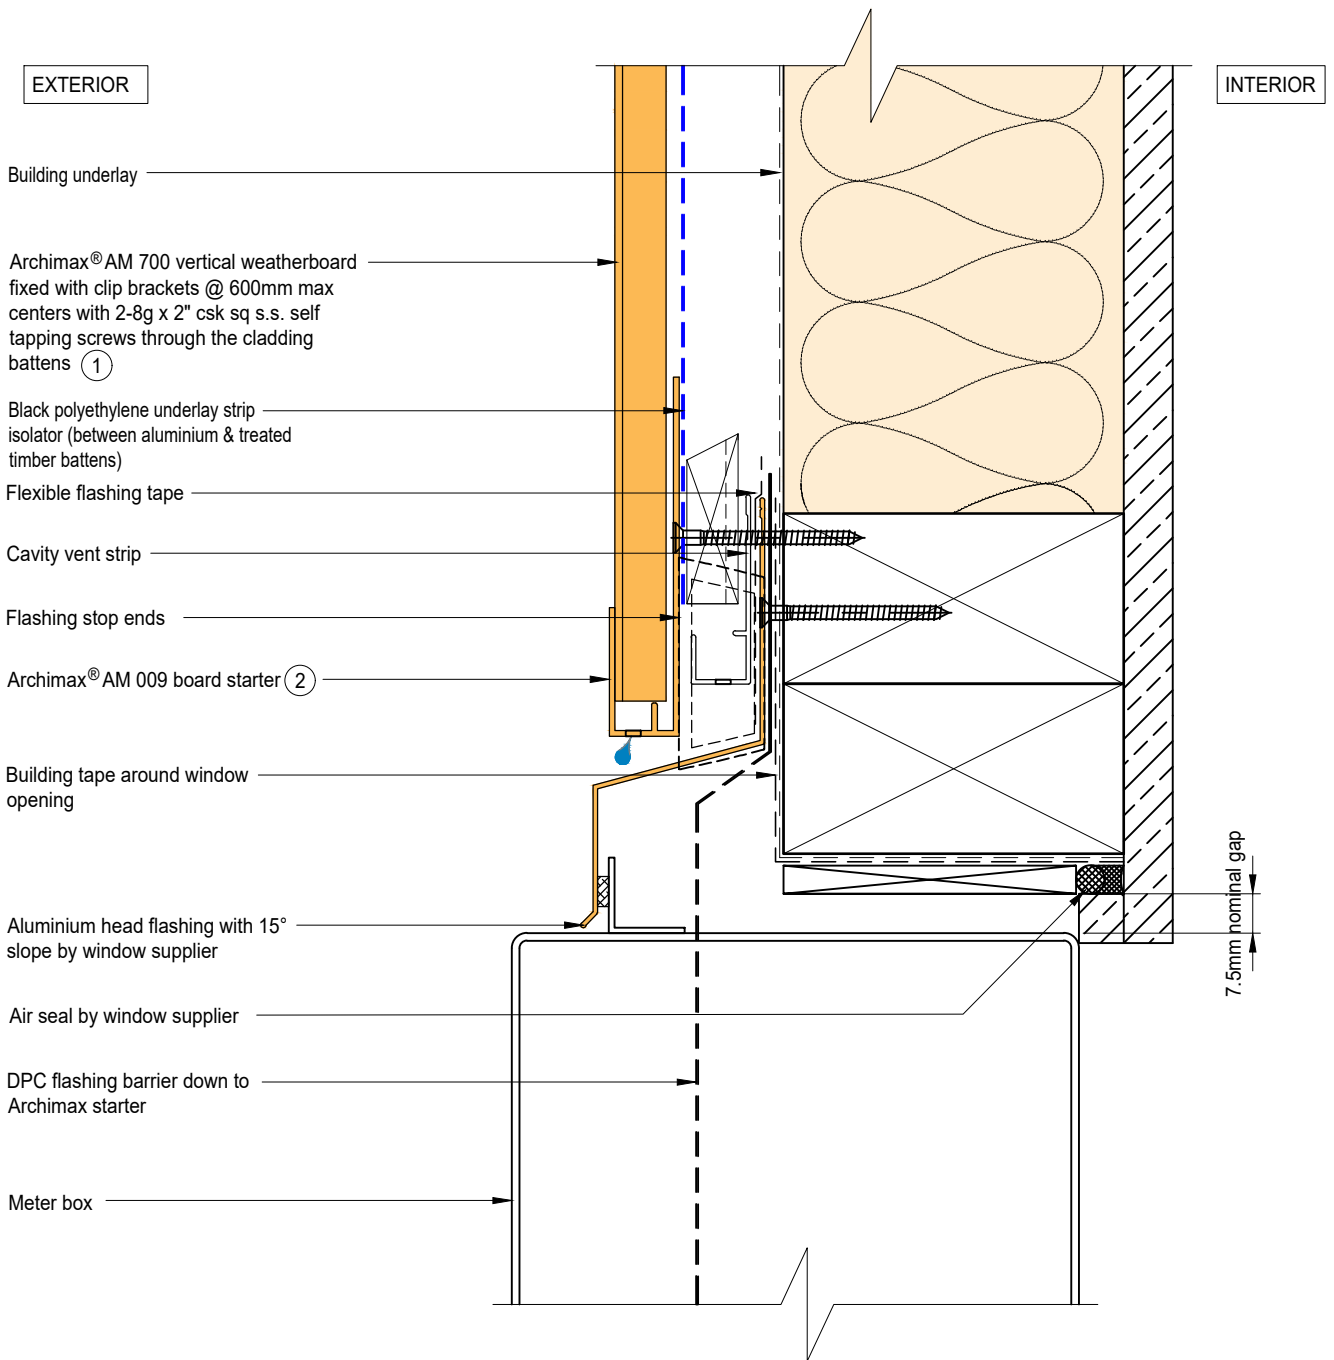 EXTERIOR
INTERIOR
Building underlay
Archimax® AM 700 vertical weatherboard
fixed with clip brackets @ 600mm max
centers with 2-8g x 2" csk sq s.s. self
tapping screws through the cladding
battens 1
Black polyethylene underlay strip
isolator (between aluminium & treated
timber battens)
Flexible flashing tape
Cavity vent strip
Flashing stop ends
Archimax® AM 009 board starter 2
Building tape around window
opening
7.5mm nominal gap
Aluminium head flashing with 15°
slope by window supplier
Air seal by window supplier
DPC flashing barrier down to
Archimax starter
Meter box